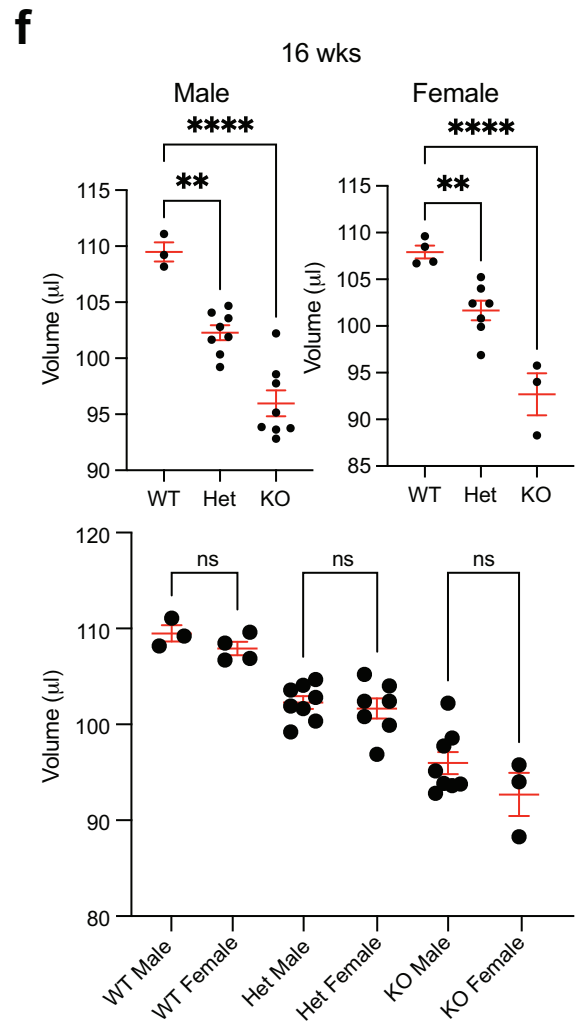 f
16 wks
Male
Female
****
****
**
**
Volume (µl)
115
110
105
100
95
90
WT Het KO
Volume (µl)
115
110
105
100
95
90
85
WT Het KO
Volume (µl)
120
110
100
90
80
ns
ns
ns
WT Male
WT Female
Het Male
Het Female
KO Male
KO Female